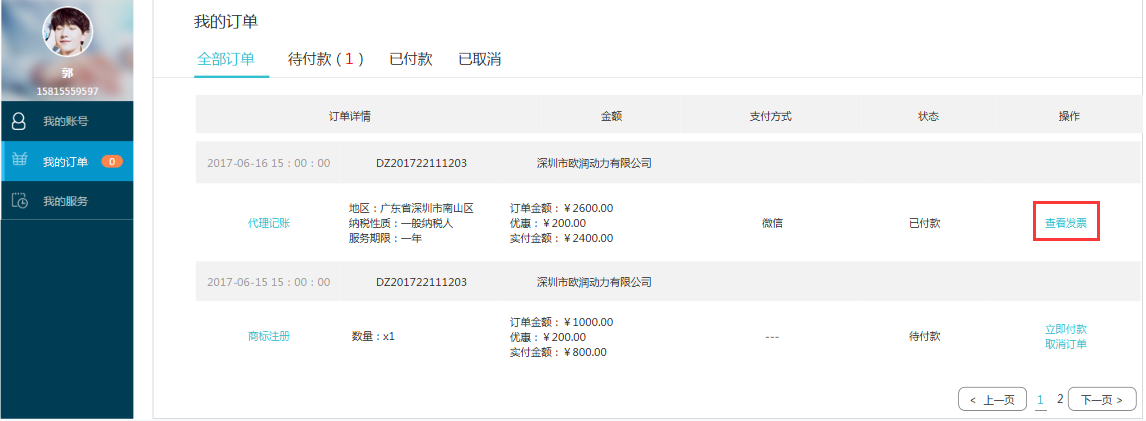 郭
15815559597
我的账号
我的订单 0
我的服务
我的订单
全部订单 待付款 ( 1 ) 已付款 已取消
订单详情 金额 支付方式 状态 操作
2017-06-16 15：00：00 DZ201722111203 深圳市欧润动力有限公司
代理记账
地区：广东省深圳市南山区
纳税性质：一般纳税人
服务期限：一年
订单金额：￥2600.00
优惠：￥200.00
实付金额：￥2400.00
微信
已付款
查看发票
2017-06-15 15：00：00 DZ201722111203 深圳市欧润动力有限公司
商标注册
数量：x1
订单金额：￥1000.00
优惠：￥200.00
实付金额：￥800.00
---
待付款
立即付款
取消订单
< 上一页 1 2 下一页 >